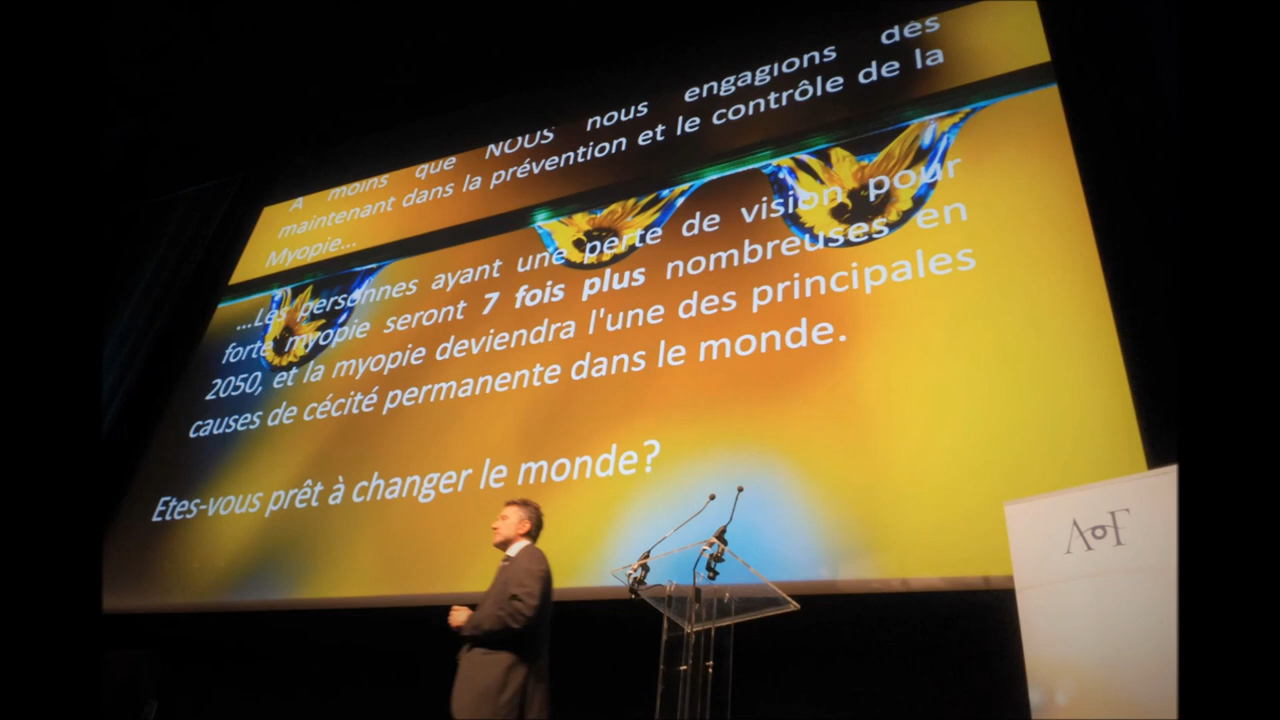 A moins que NOUS nous engagions dès
maintenant dans la prévention et le contrôle de la
Myopie...
...Les personnes ayant une perte de vision pour
forte myopie seront 7 fois plus nombreuses en
2050, et la myopie deviendra l'une des principales
causes de cécité permanente dans le monde.
Etes-vous prêt à changer le monde?
AoF